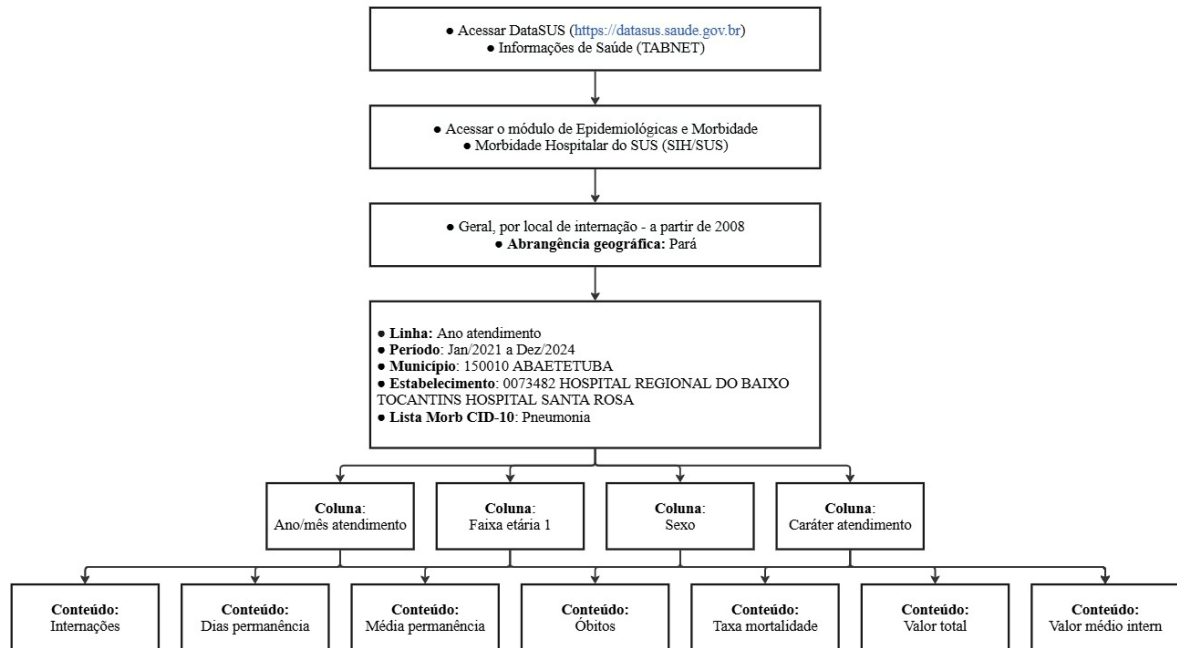 ● Acessar DataSUS (https://datasus.saude.gov.br)
● Informações de Saúde (TABNET)
● Acessar o módulo de Epidemiológicas e Morbidade
● Morbidade Hospitalar do SUS (SIH/SUS)
● Geral, por local de internação - a partir de 2008
● Abrangência geográfica: Pará
● Linha: Ano atendimento
● Período: Jan/2021 a Dez/2024
● Município: 150010 ABAETETUBA
● Estabelecimento: 0073482 HOSPITAL REGIONAL DO BAIXO
TOCANTINS HOSPITAL SANTA ROSA
● Lista Morb CID-10: Pneumonia
Coluna:
Ano/mês atendimento
Coluna:
Faixa etária 1
Coluna:
Sexo
Coluna:
Caráter atendimento
Conteúdo:
Internações
Conteúdo:
Dias permanência
Conteúdo:
Média permanência
Conteúdo:
Óbitos
Conteúdo:
Taxa mortalidade
Conteúdo:
Valor total
Conteúdo:
Valor médio intern